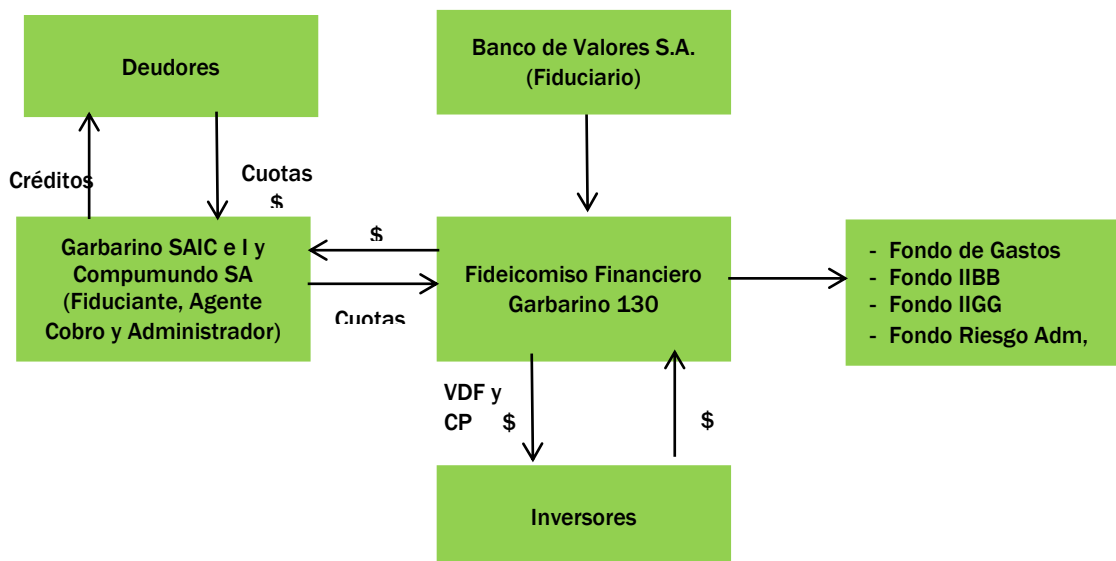 Deudores
Banco de Valores S.A.
(Fiduciario)
Créditos
Cuotas
$
Garbarino SAIC e I y
Compumundo SA
(Fiduciante, Agente
Cobro y Administrador)
$
Cuotas
Fideicomiso Financiero
Garbarino 130
- Fondo de Gastos
- Fondo IIBB
- Fondo IIGG
- Fondo Riesgo Adm,
VDF y
CP $
$
Inversores